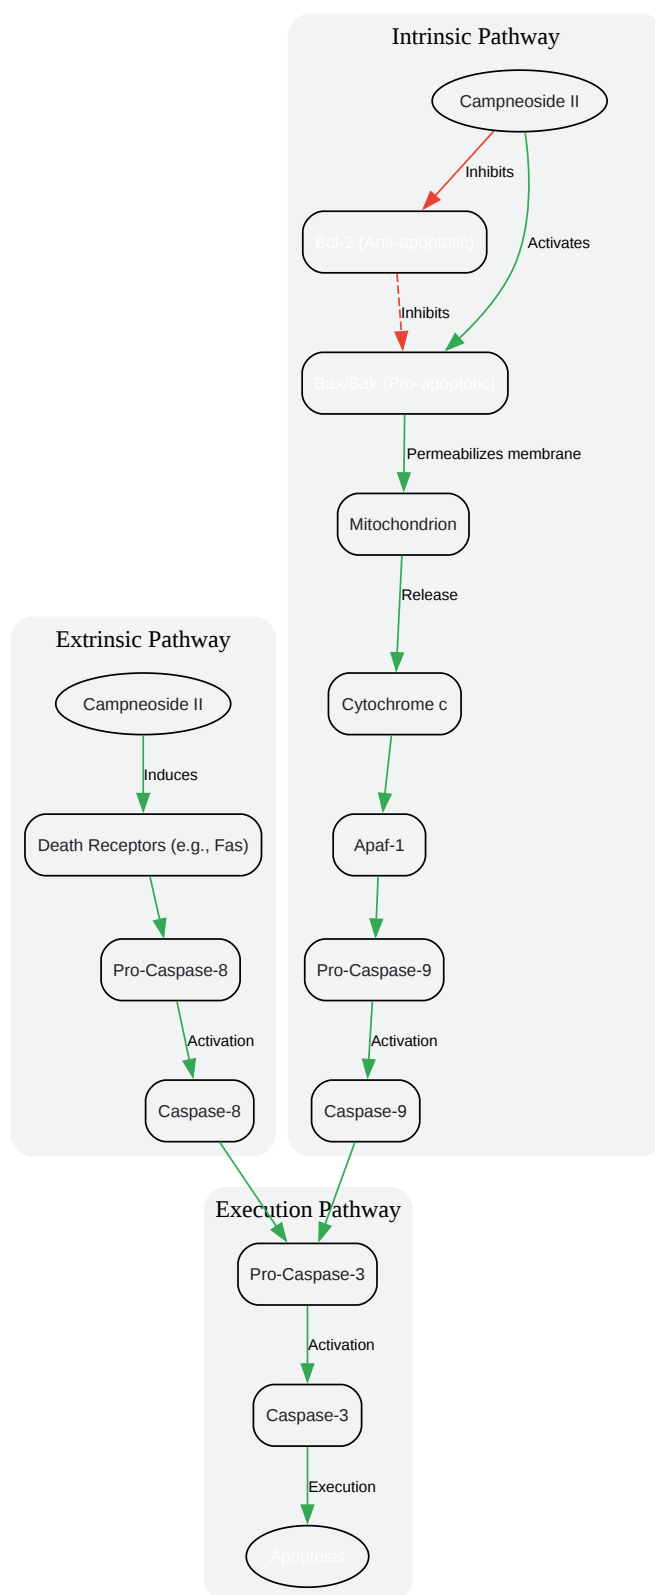 Intrinsic Pathway
Campneoside II
Inhibits
Bcl-2 (Anti-apoptotic)
Activates
Inhibits
Bax/Bak (Pro-apoptotic)
Permeabilizes membrane
Mitochondrion
Release
Cytochrome c
Apaf-1
Pro-Caspase-9
Activation
Caspase-9
Extrinsic Pathway
Campneoside II
Induces
Death Receptors (e.g., Fas)
Pro-Caspase-8
Activation
Caspase-8
Execution Pathway
Pro-Caspase-3
Activation
Caspase-3
Execution
Apoptosis